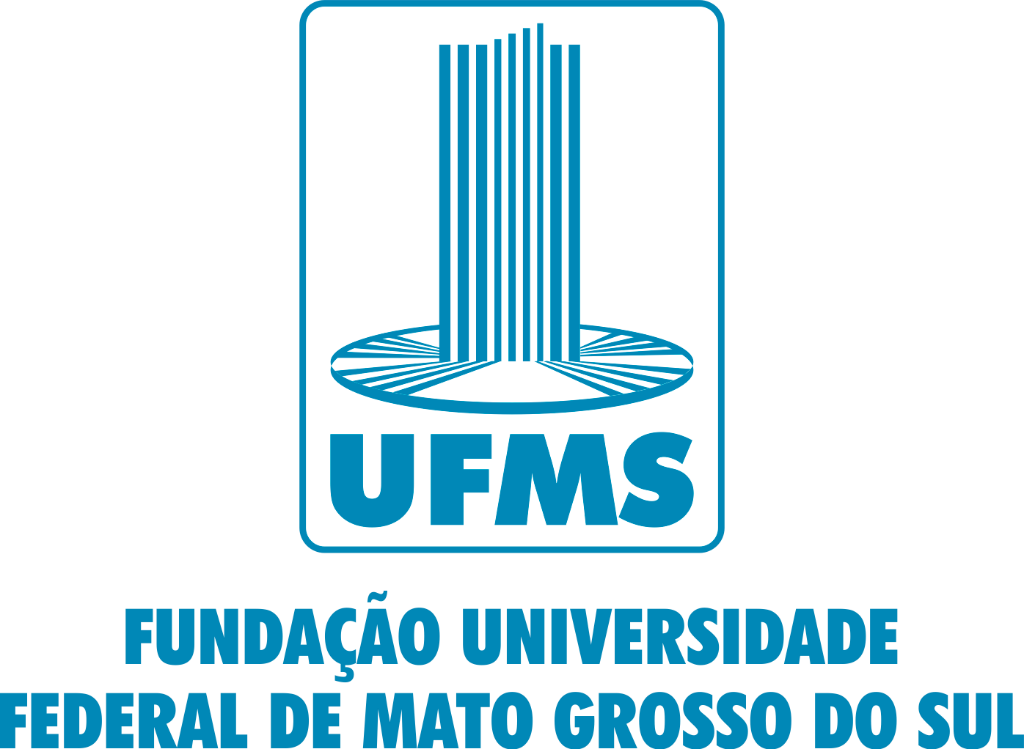 UFMS
FUNDAÇÃO UNIVERSIDADE
FEDERAL DE MATO GROSSO DO SUL